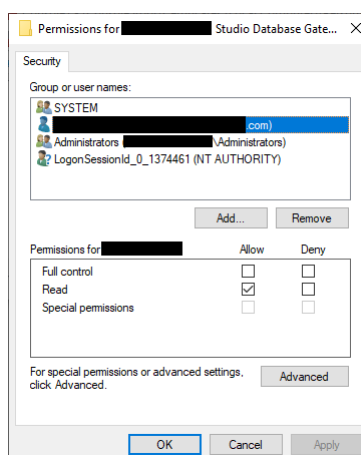 Permissions for Studio Database Gate...
Security
Group or user names:
SYSTEM
.com)
Administrators ( \Administrators)
LogonSessionId_0_1374461 (NT AUTHORITY)
Add... Remove
Permissions for Allow Deny
Full control
Read
Special permissions
For special permissions or advanced settings,
click Advanced.
Advanced
OK Cancel Apply